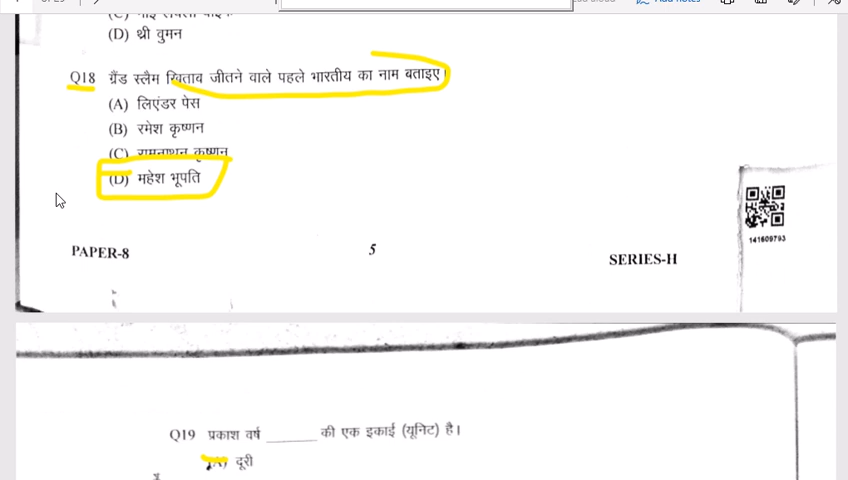 (D) थ्री वुमन
Q18 ग्रैंड स्लैम खिताब जीतने वाले पहले भारतीय का नाम बताइए।
(A) लिएंडर पेस
(B) रमेश कृष्णन
(C) रामनाथन कृष्णन
(D) महेश भूपति
141609793
PAPER-8 5 SERIES-H
Q19 प्रकाश वर्ष ______ की एक इकाई (यूनिट) है।
(A) दूरी